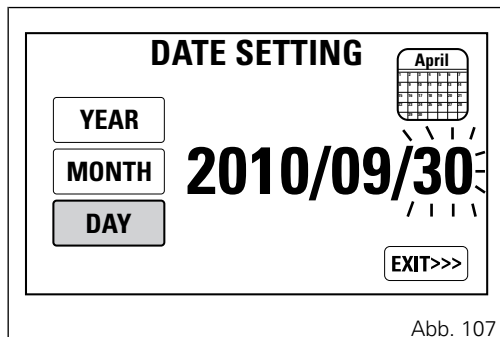 DATE SETTING
April
YEAR
MONTH
DAY
2010/09/30
EXIT>>>
Abb. 107